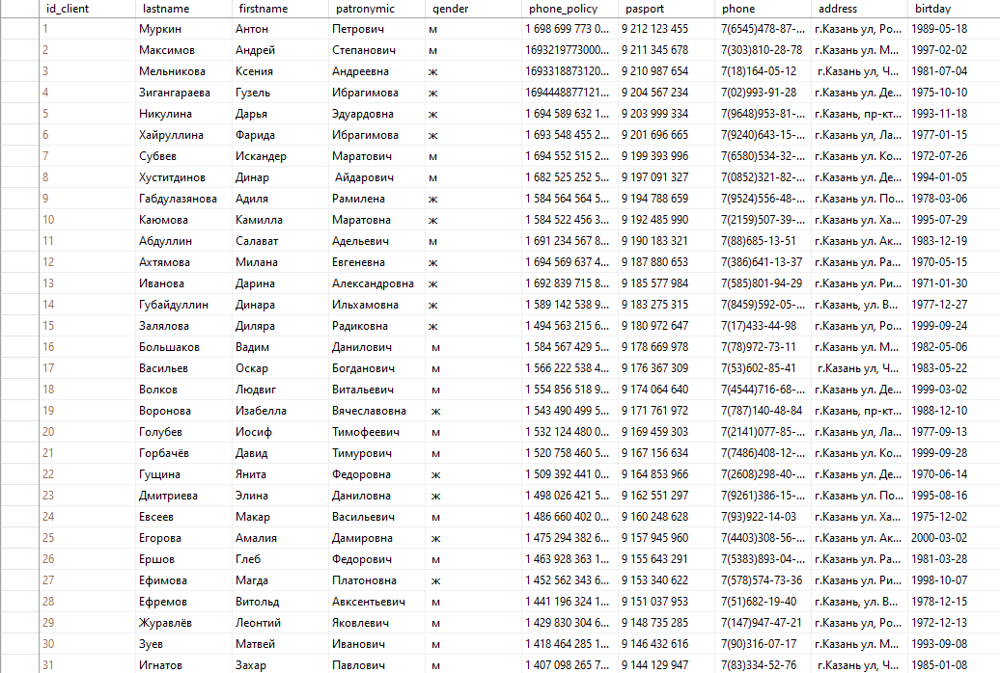 id_client lastname firstname patronymic gender phone_policy pasport phone address birtday
1 Муркин Антон Петрович м 1 698 699 773 0... 9 212 123 455 7(6545)478-87-... г.Казань ул, Ро... 1989-05-18
2 Максимов Андрей Степанович м 1693219773000... 9 211 345 678 7(303)810-28-78 г.Казань ул. М... 1997-02-02
3 Мельникова Ксения Андреевна ж 1693318873120... 9 210 987 654 7(18)164-05-12 г.Казань ул, Ч... 1981-07-04
4 Зигангараева Гузель Ибрагимова ж 1694448877121... 9 204 567 234 7(02)993-91-28 г.Казань ул. Де... 1975-10-10
5 Никулина Дарья Эдуардовна ж 1 694 589 632 1... 9 203 999 334 7(9648)953-81-... г.Казань, пр-кт... 1993-11-18
6 Хайруллина Фарида Ибрагимова ж 1 693 548 455 2... 9 201 696 665 7(9240)643-15-... г.Казань ул, Ла... 1977-01-15
7 Субвев Искандер Маратович м 1 694 552 515 2... 9 199 393 996 7(6580)534-32-... г.Казань ул. Ко... 1972-07-26
8 Хуститдинов Динар Айдарович м 1 682 525 252 5... 9 197 091 327 7(0852)321-82-... г.Казань ул. Де... 1994-01-05
9 Габдулазянова Адиля Рамилена ж 1 584 564 564 5... 9 194 788 659 7(9524)556-48-... г.Казань ул. По... 1978-03-06
10 Каюмова Камилла Маратовна ж 1 584 522 456 3... 9 192 485 990 7(2159)507-39-... г.Казань ул. Ха... 1995-07-29
11 Абдуллин Салават Адельевич м 1 691 234 567 8... 9 190 183 321 7(88)685-13-51 г.Казань ул. Ак... 1983-12-19
12 Ахтямова Милана Евгеневна ж 1 694 569 637 4... 9 187 880 653 7(386)641-13-37 г.Казань ул. Ра... 1970-05-15
13 Иванова Дарина Александровна ж 1 692 839 715 8... 9 185 577 984 7(585)801-94-29 г.Казань ул. Ри... 1971-01-30
14 Губайдуллин Динара Ильхамовна ж 1 589 142 538 9... 9 183 275 315 7(8459)592-05-... г.Казань, ул. В... 1977-12-27
15 Залялова Диляра Радиковна ж 1 494 563 215 6... 9 180 972 647 7(17)433-44-98 г.Казань ул, Ро... 1999-09-24
16 Большаков Вадим Данилович м 1 584 567 429 5... 9 178 669 978 7(78)972-73-11 г.Казань ул. М... 1982-05-06
17 Васильев Оскар Богданович м 1 566 222 538 4... 9 176 367 309 7(53)602-85-41 г.Казань ул, Ч... 1983-05-22
18 Волков Людвиг Витальевич м 1 554 856 518 9... 9 174 064 640 7(4544)716-68-... г.Казань ул. Де... 1999-03-02
19 Воронова Изабелла Вячеславовна ж 1 543 490 499 5... 9 171 761 972 7(787)140-48-84 г.Казань, пр-кт... 1988-12-10
20 Голубев Иосиф Тимофеевич м 1 532 124 480 0... 9 169 459 303 7(2141)077-85-... г.Казань ул, Ла... 1977-09-13
21 Горбачёв Давид Тимурович м 1 520 758 460 5... 9 167 156 634 7(7486)408-12-... г.Казань ул. Ко... 1999-09-28
22 Гущина Янита Федоровна ж 1 509 392 441 0... 9 164 853 966 7(2608)298-40-... г.Казань ул. Де... 1970-06-14
23 Дмитриева Элина Даниловна ж 1 498 026 421 5... 9 162 551 297 7(9261)386-15-... г.Казань ул. По... 1995-08-16
24 Евсеев Макар Васильевич м 1 486 660 402 0... 9 160 248 628 7(93)922-14-03 г.Казань ул. Ха... 1975-12-02
25 Егорова Амалия Дамировна ж 1 475 294 382 6... 9 157 945 960 7(4403)308-56-... г.Казань ул. Ак... 2000-03-02
26 Ершов Глеб Федорович м 1 463 928 363 1... 9 155 643 291 7(5383)893-04-... г.Казань ул. Ра... 1981-03-28
27 Ефимова Магда Платоновна ж 1 452 562 343 6... 9 153 340 622 7(578)574-73-36 г.Казань ул. Ри... 1998-10-07
28 Ефремов Витольд Авксентьевич м 1 441 196 324 1... 9 151 037 953 7(51)682-19-40 г.Казань, ул. В... 1978-12-15
29 Журавлёв Леонтий Яковлевич м 1 429 830 304 6... 9 148 735 285 7(147)947-47-21 г.Казань ул, Ро... 1972-12-13
30 Зуев Матвей Иванович м 1 418 464 285 1... 9 146 432 616 7(90)316-07-17 г.Казань ул. М... 1993-09-08
31 Игнатов Захар Павлович м 1 407 098 265 7... 9 144 129 947 7(83)334-52-76 г.Казань ул, Ч... 1985-01-08